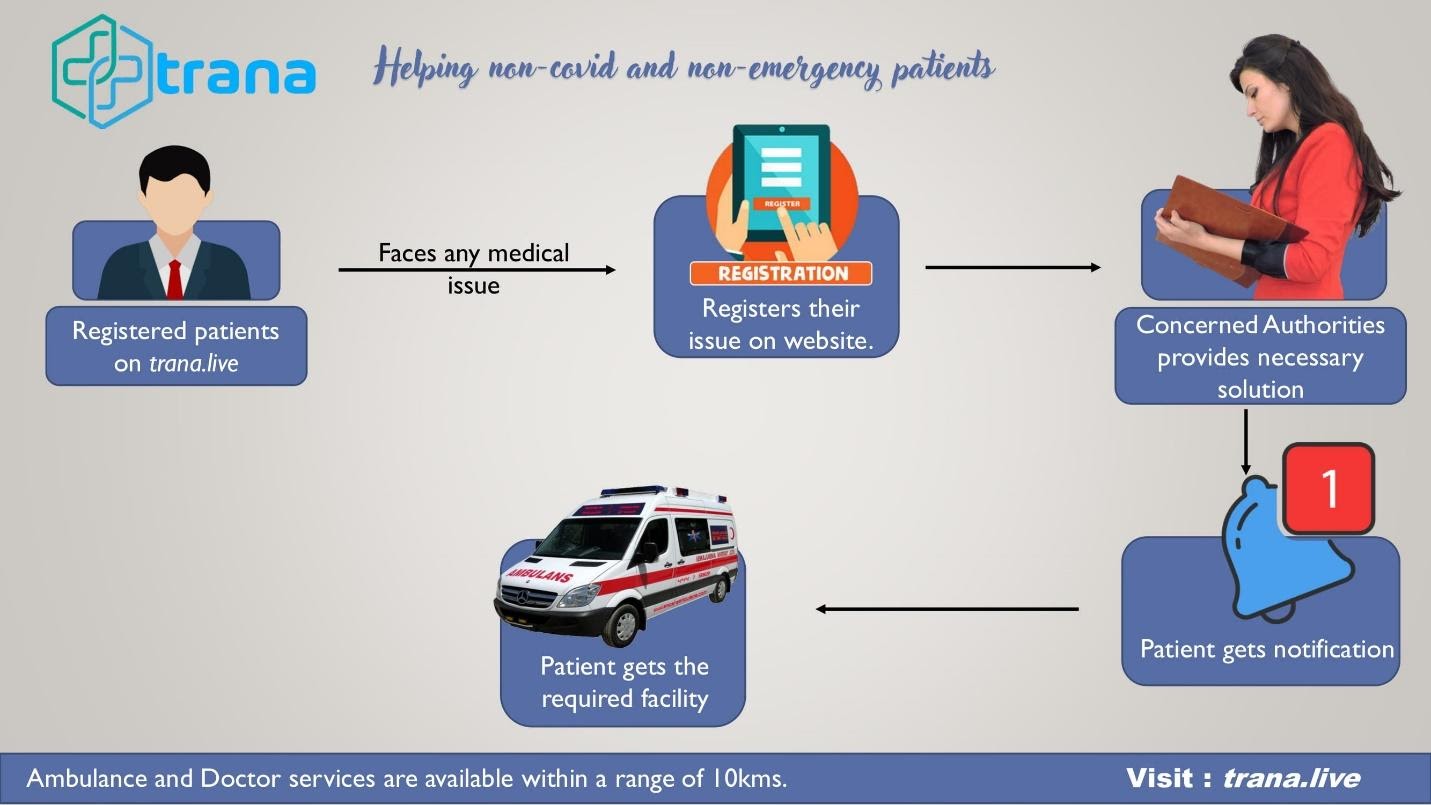 trana
Helping non-covid and non-emergency patients
REGISTER
REGISTRATION
Faces any medical
issue
Registers their
issue on website.
Registered patients
on trana.live
Concerned Authorities
provides necessary
solution
1
AMBULANS
Patient gets notification
Patient gets the
required facility
Ambulance and Doctor services are available within a range of 10kms.
Visit : trana.live